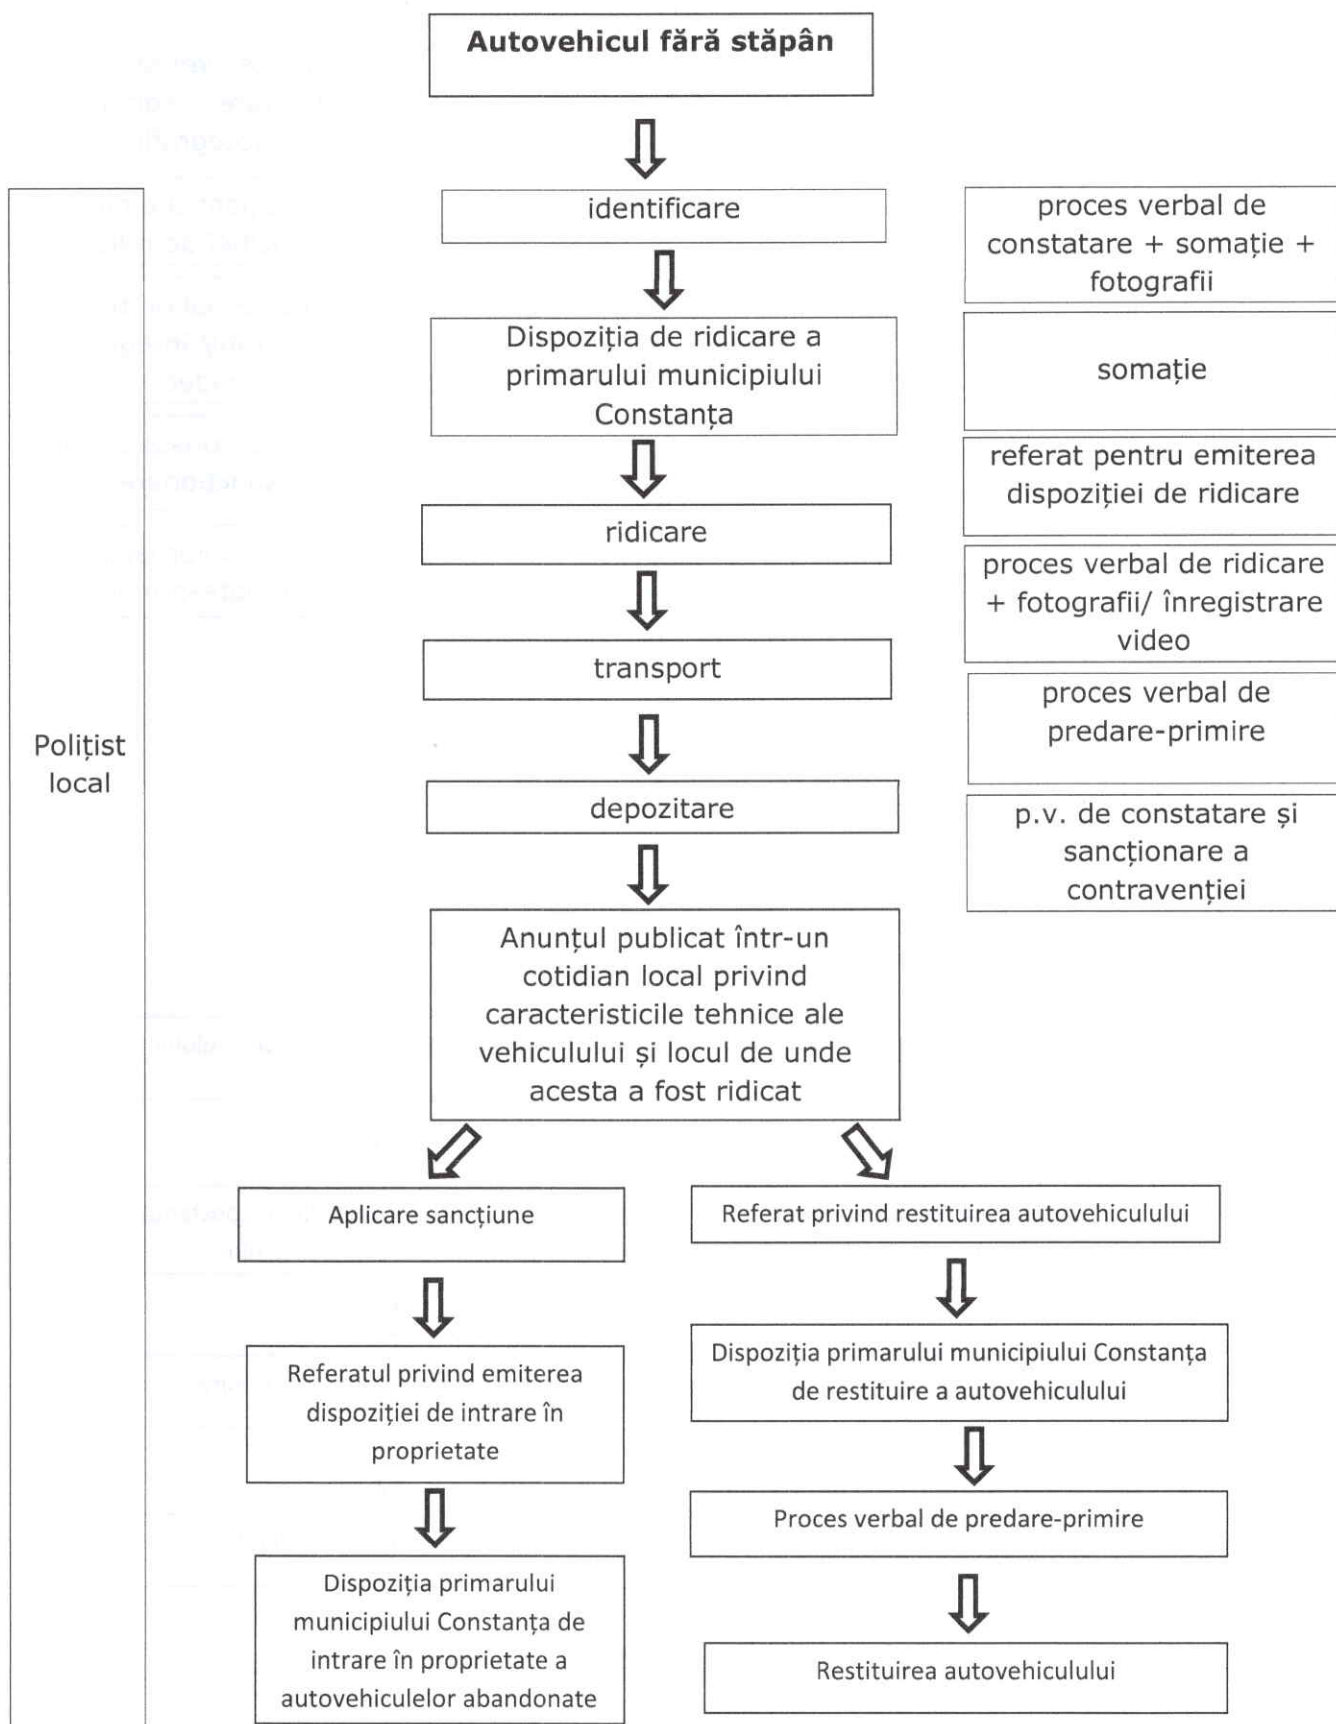 Autovehicul fără stăpân
identificare
Dispoziția de ridicare a
primarului municipiului
Constanța
ridicare
transport
depozitare
Anunțul publicat într-un
cotidian local privind
caracteristicile tehnice ale
vehiculului și locul de unde
acesta a fost ridicat
Polițist
local
proces verbal de
constatare + somație +
fotografii
somație
referat pentru emiterea
dispoziției de ridicare
proces verbal de ridicare
+ fotografii/ înregistrare
video
proces verbal de
predare-primire
p.v. de constatare și
sancționare a
contravenției
Aplicare sancțiune
Referatul privind emiterea
dispoziției de intrare în
proprietate
Dispoziția primarului
municipiului Constanța de
intrare în proprietate a
autovehiculelor abandonate
Referat privind restituirea autovehiculului
Dispoziția primarului municipiului Constanța
de restituire a autovehiculului
Proces verbal de predare-primire
Restituirea autovehiculului